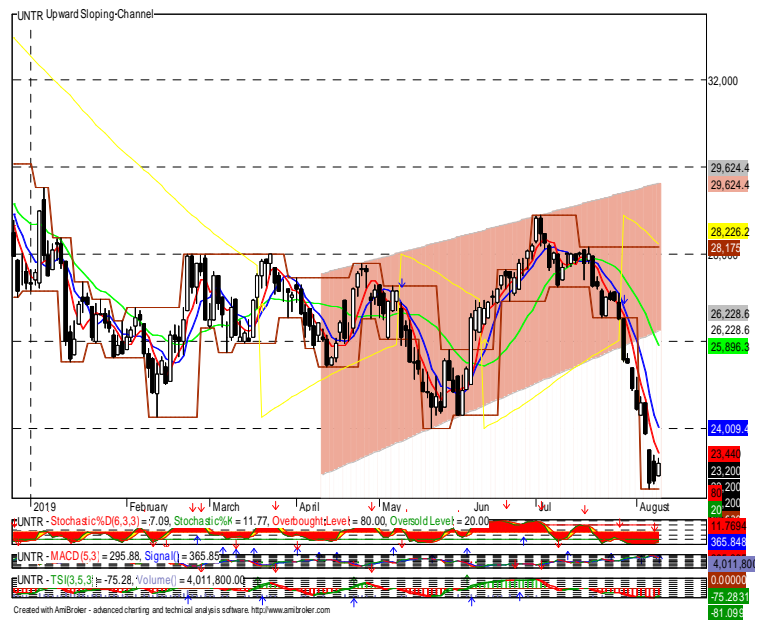 UNTR Upward Sloping-Channel
32,000
29,624.4
29,624.4
28,226.2
28,175
26,228.6
26,228.6
25,896.3
24,009.4
23,440
23,200
2019 February March April May Jun Jul August
UNTR - Stochastic%D(6,3,3) = 7.09, Stochastic%K = 11.77, Overbought Level = 80.00, Oversold Level = 20.00
11.7694
365.848
UNTR - MACD(5,3) = 295.88, Signal() = 365.85
4,011,800
UNTR - TSI(3,5,3) = -75.28, Volume() = 4,011,800.00
0.00000
-75.2831
-81.099
Created with AmiBroker - advanced charting and technical analysis software. http://www.amibroker.com